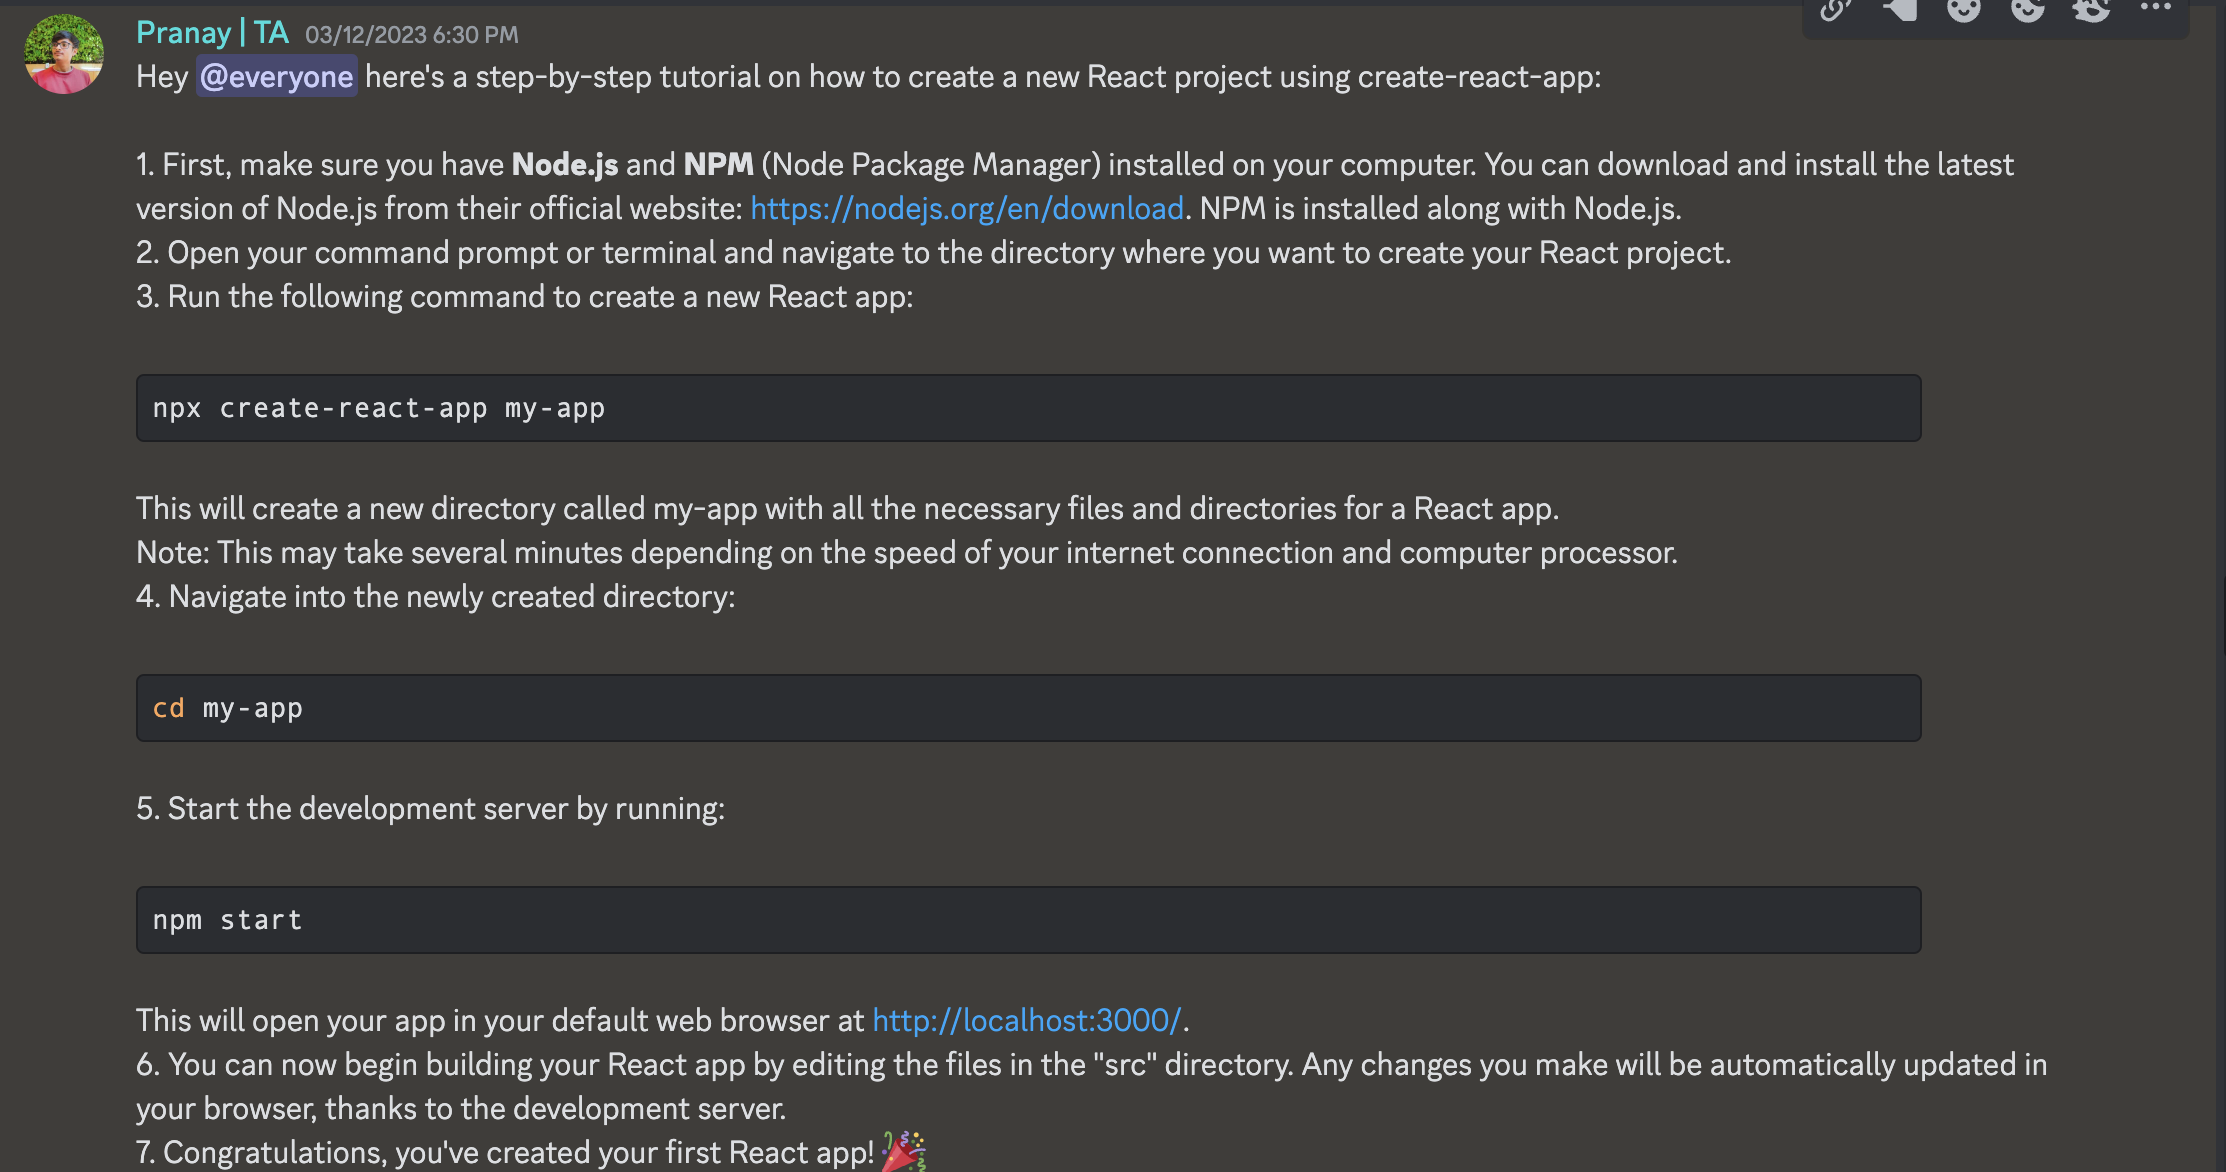 Pranay | TA 03/12/2023 6:30 PM
Hey @everyone here's a step-by-step tutorial on how to create a new React project using create-react-app:
1. First, make sure you have Node.js and NPM (Node Package Manager) installed on your computer. You can download and install the latest
version of Node.js from their official website: https://nodejs.org/en/download. NPM is installed along with Node.js.
2. Open your command prompt or terminal and navigate to the directory where you want to create your React project.
3. Run the following command to create a new React app:
npx create-react-app my-app
This will create a new directory called my-app with all the necessary files and directories for a React app.
Note: This may take several minutes depending on the speed of your internet connection and computer processor.
4. Navigate into the newly created directory:
cd my-app
5. Start the development server by running:
npm start
This will open your app in your default web browser at http://localhost:3000/.
6. You can now begin building your React app by editing the files in the "src" directory. Any changes you make will be automatically updated in
your browser, thanks to the development server.
7. Congratulations, you've created your first React app! 🎉